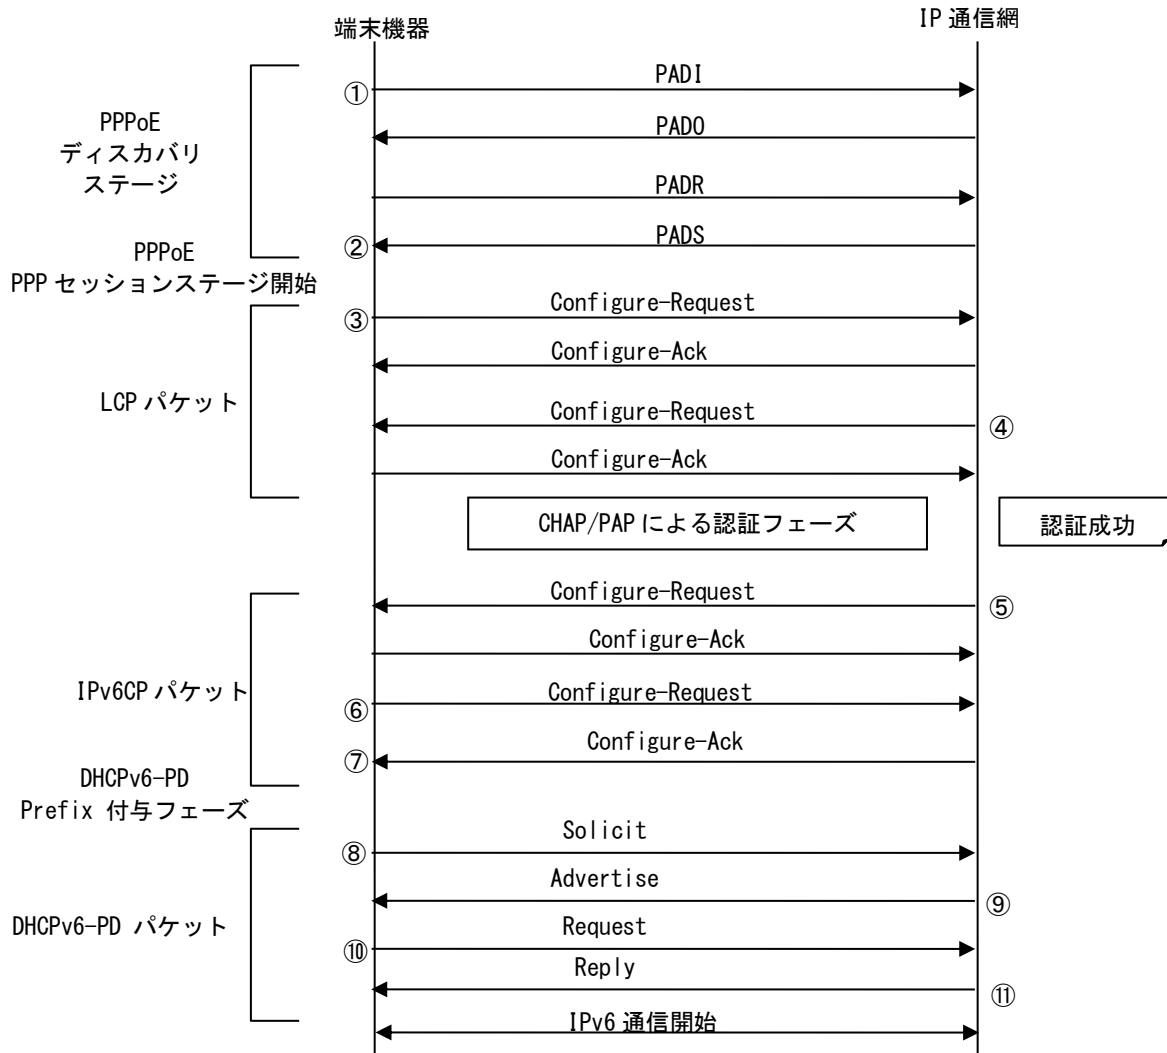 端末機器
IP 通信網
PPPoE
ディスカバリ
ステージ
①
PADI
PADO
PADR
②
PADS
PPPoE
PPP セッションステージ開始
LCP パケット
③
Configure-Request
Configure-Ack
Configure-Request
④
Configure-Ack
CHAP/PAP による認証フェーズ
認証成功
IPv6CP パケット
Configure-Request
⑤
Configure-Ack
⑥
Configure-Request
⑦
Configure-Ack
DHCPv6-PD
Prefix 付与フェーズ
DHCPv6-PD パケット
⑧
Solicit
Advertise
⑨
⑩
Request
Reply
⑪
IPv6 通信開始